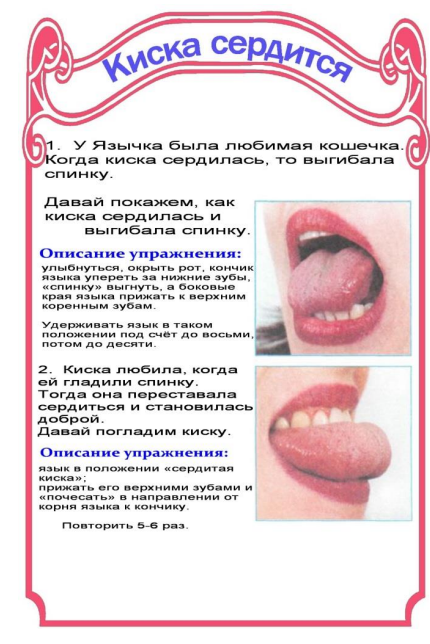 Киска сердится
1. У Язычка была любимая кошечка.
Когда киска сердилась, то выгибала
спинку.
Давай покажем, как
киска сердилась и
выгибала спинку.
Описание упражнения:
улыбнуться, окрыть рот, кончик
языка упереть за нижние зубы,
«спинку» выгнуть, а боковые
края языка прижать к верхним
коренным зубам.
Удерживать язык в таком
положении под счёт до восьми,
потом до десяти.
2. Киска любила, когда
ей гладили спинку.
Тогда она переставала
сердиться и становилась
доброй.
Давай погладим киску.
Описание упражнения:
язык в положении «сердитая
киска»;
прижать его верхними зубами и
«почесать» в направлении от
корня языка к кончику.
Повторить 5-6 раз.